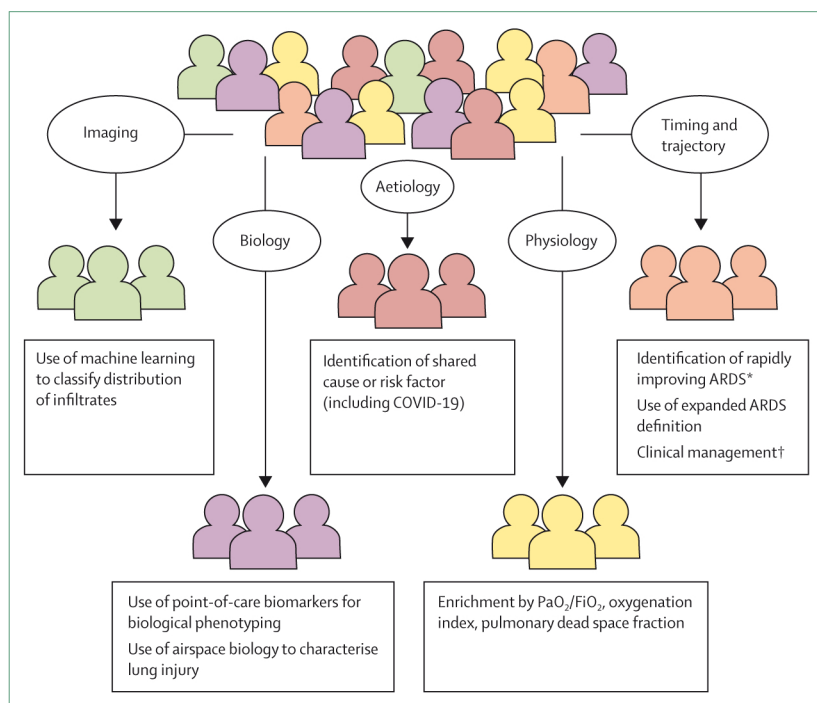 Imaging
Timing and
trajectory
Aetiology
Biology
Physiology
Use of machine learning
to classify distribution
of infiltrates
Identification of shared
cause or risk factor
(including COVID-19)
Identification of rapidly
improving ARDS*
Use of expanded ARDS
definition
Clinical management†
Use of point-of-care biomarkers for
biological phenotyping
Use of airspace biology to characterise
lung injury
Enrichment by PaO₂/FiO₂, oxygenation
index, pulmonary dead space fraction